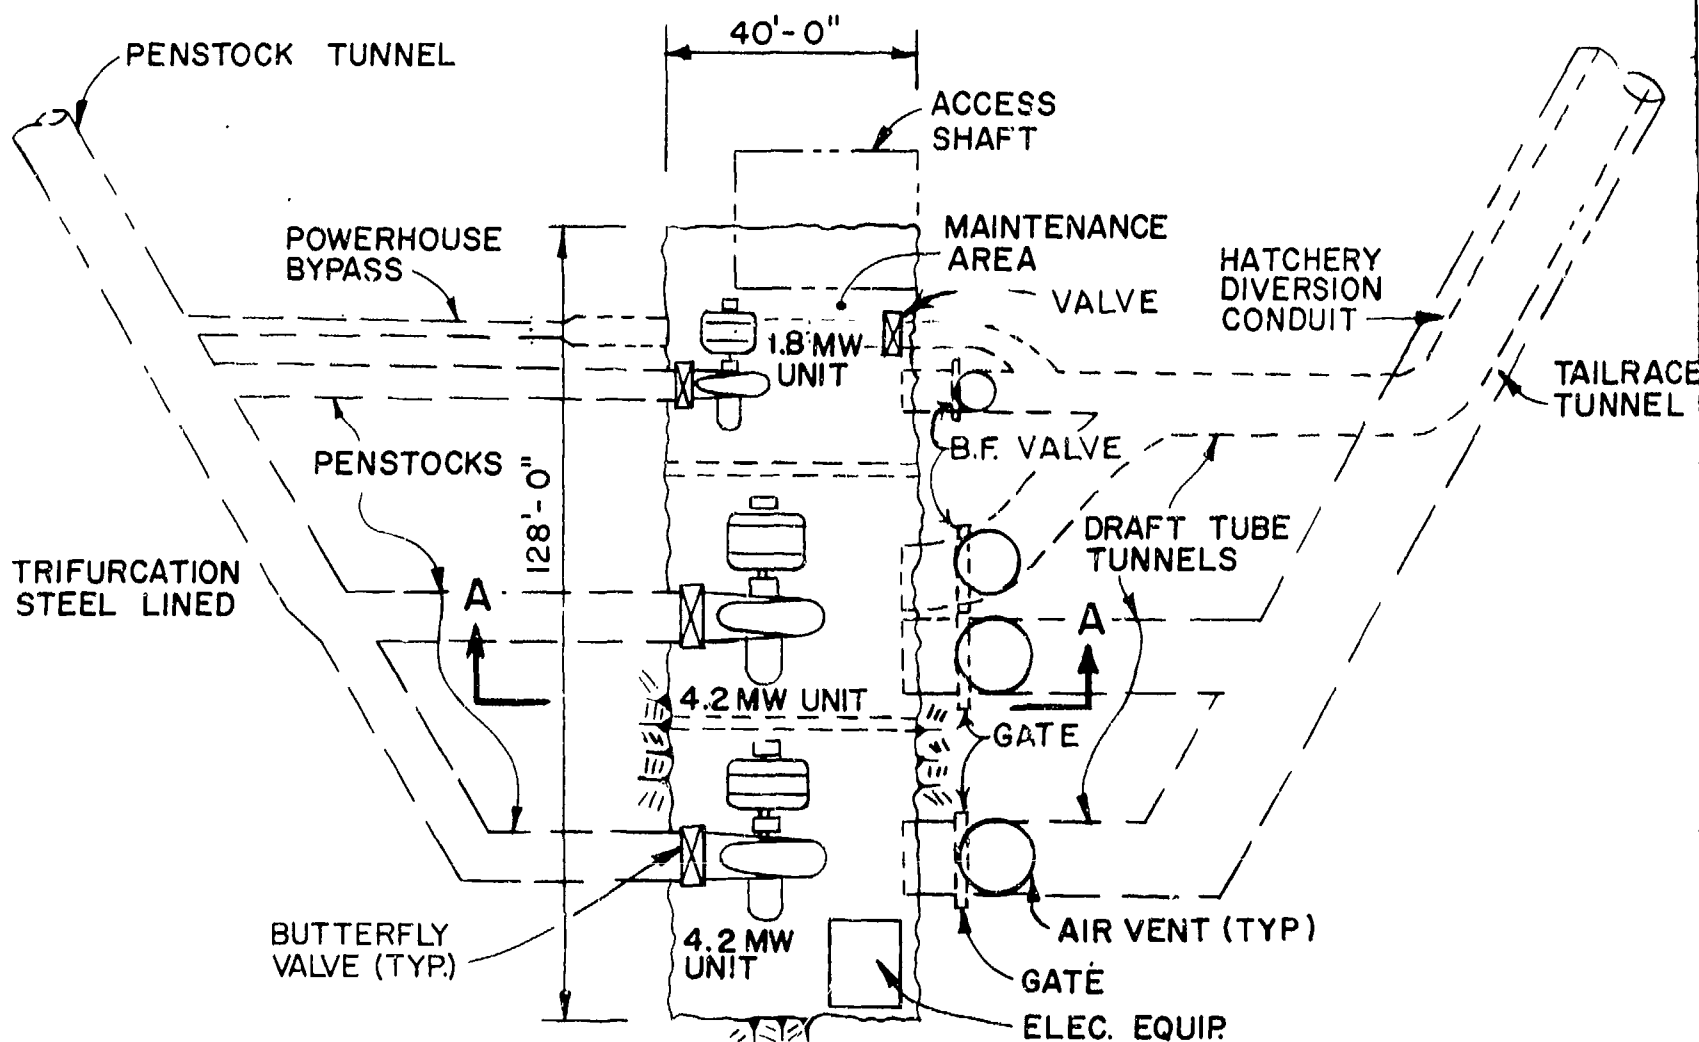 40'-0"
PENSTOCK TUNNEL
ACCESS
SHAFT
POWERHOUSE
BYPASS
MAINTENANCE
AREA
VALVE
HATCHERY
DIVERSION
CONDUIT
1.8 MW
UNIT
TAILRACE
TUNNEL
B.F. VALVE
PENSTOCKS
128'-0"
DRAFT TUBE
TUNNELS
TRIFURCATION
STEEL LINED
A
A
4.2 MW UNIT
GATE
BUTTERFLY
VALVE (TYP.)
4.2 MW
UNIT
AIR VENT (TYP)
GATE
ELEC. EQUIP.